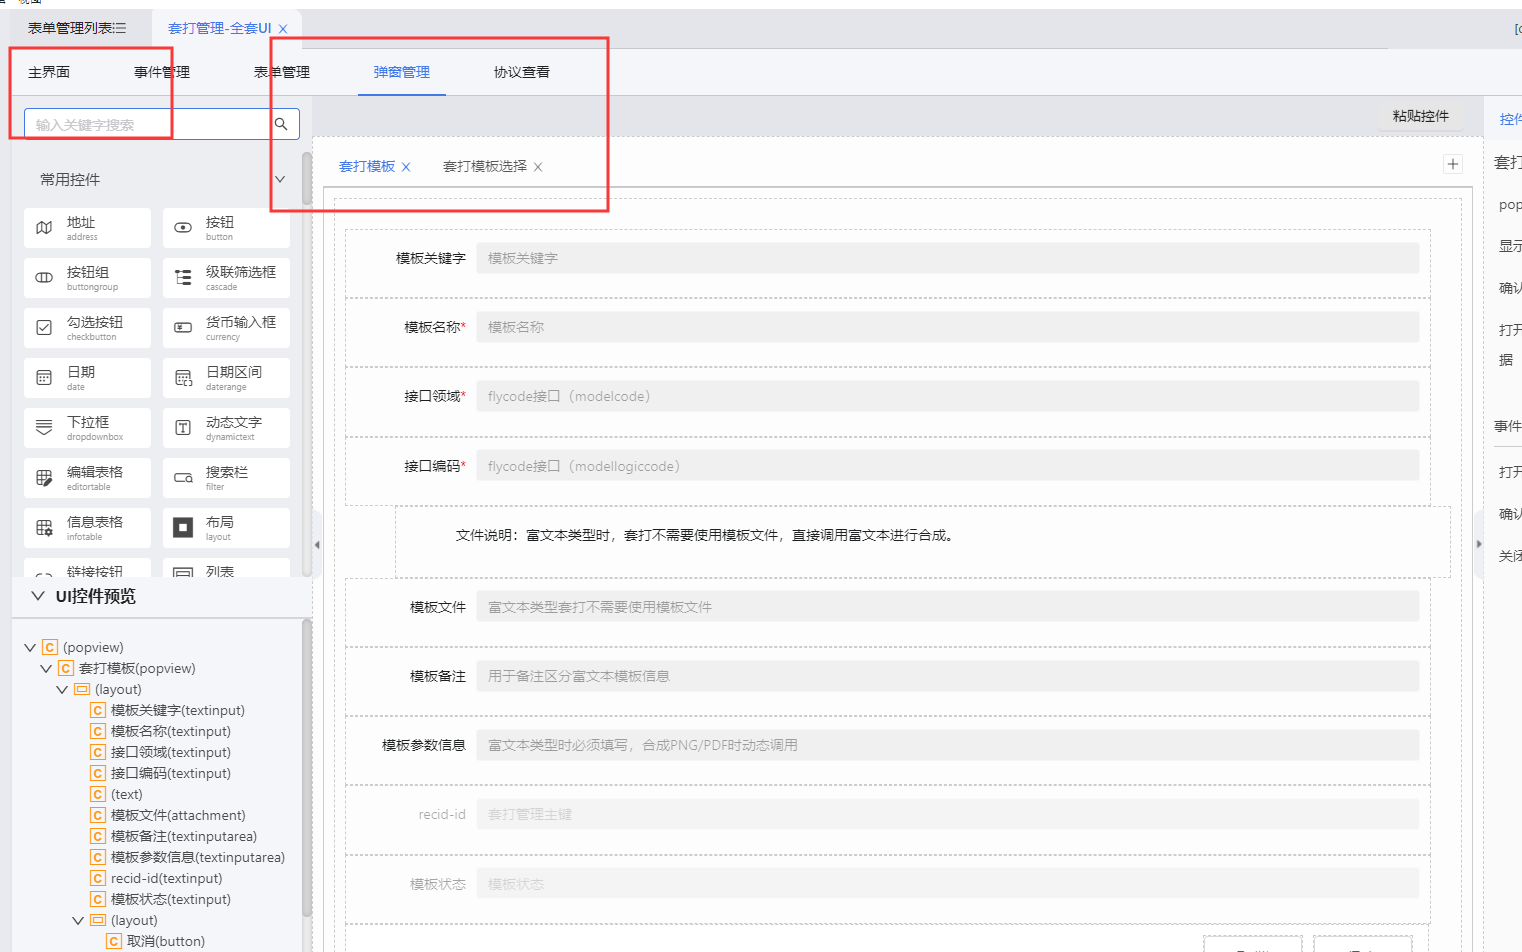 表单管理列表
套打管理-全套UI
主界面
事件管理
表单管理
弹窗管理
协议查看
输入关键字搜索
粘贴控件
控件
常用控件
套打模板
套打模板选择
套打
地址
address
按钮
button
pop
按钮组
buttongroup
级联筛选框
cascade
模板关键字
模板关键字
显示
确认
勾选按钮
checkbutton
货币输入框
currency
模板名称*
模板名称
打开
据
日期
date
日期区间
daterange
接口领域*
flycode接口（modelcode）
下拉框
dropdownbox
动态文字
dynamictext
事件
编辑表格
editortable
搜索栏
filter
接口编码*
flycode接口（modellogiccode）
打开
信息表格
infotable
布局
layout
文件说明：富文本类型时，套打不需要使用模板文件，直接调用富文本进行合成。
确认
关闭
链接按钮
列表
UI控件预览
模板文件
富文本类型套打不需要使用模板文件
模板备注
用于备注区分富文本模板信息
模板参数信息
富文本类型时必须填写，合成PNG/PDF时动态调用
recid-id
套打管理主键
模板状态
模板状态
C (popview)
C 套打模板(popview)
(layout)
C 模板关键字(textinput)
C 模板名称(textinput)
C 接口领域(textinput)
C 接口编码(textinput)
C (text)
C 模板文件(attachment)
C 模板备注(textinputarea)
C 模板参数信息(textinputarea)
C recid-id(textinput)
C 模板状态(textinput)
(layout)
C 取消(button)